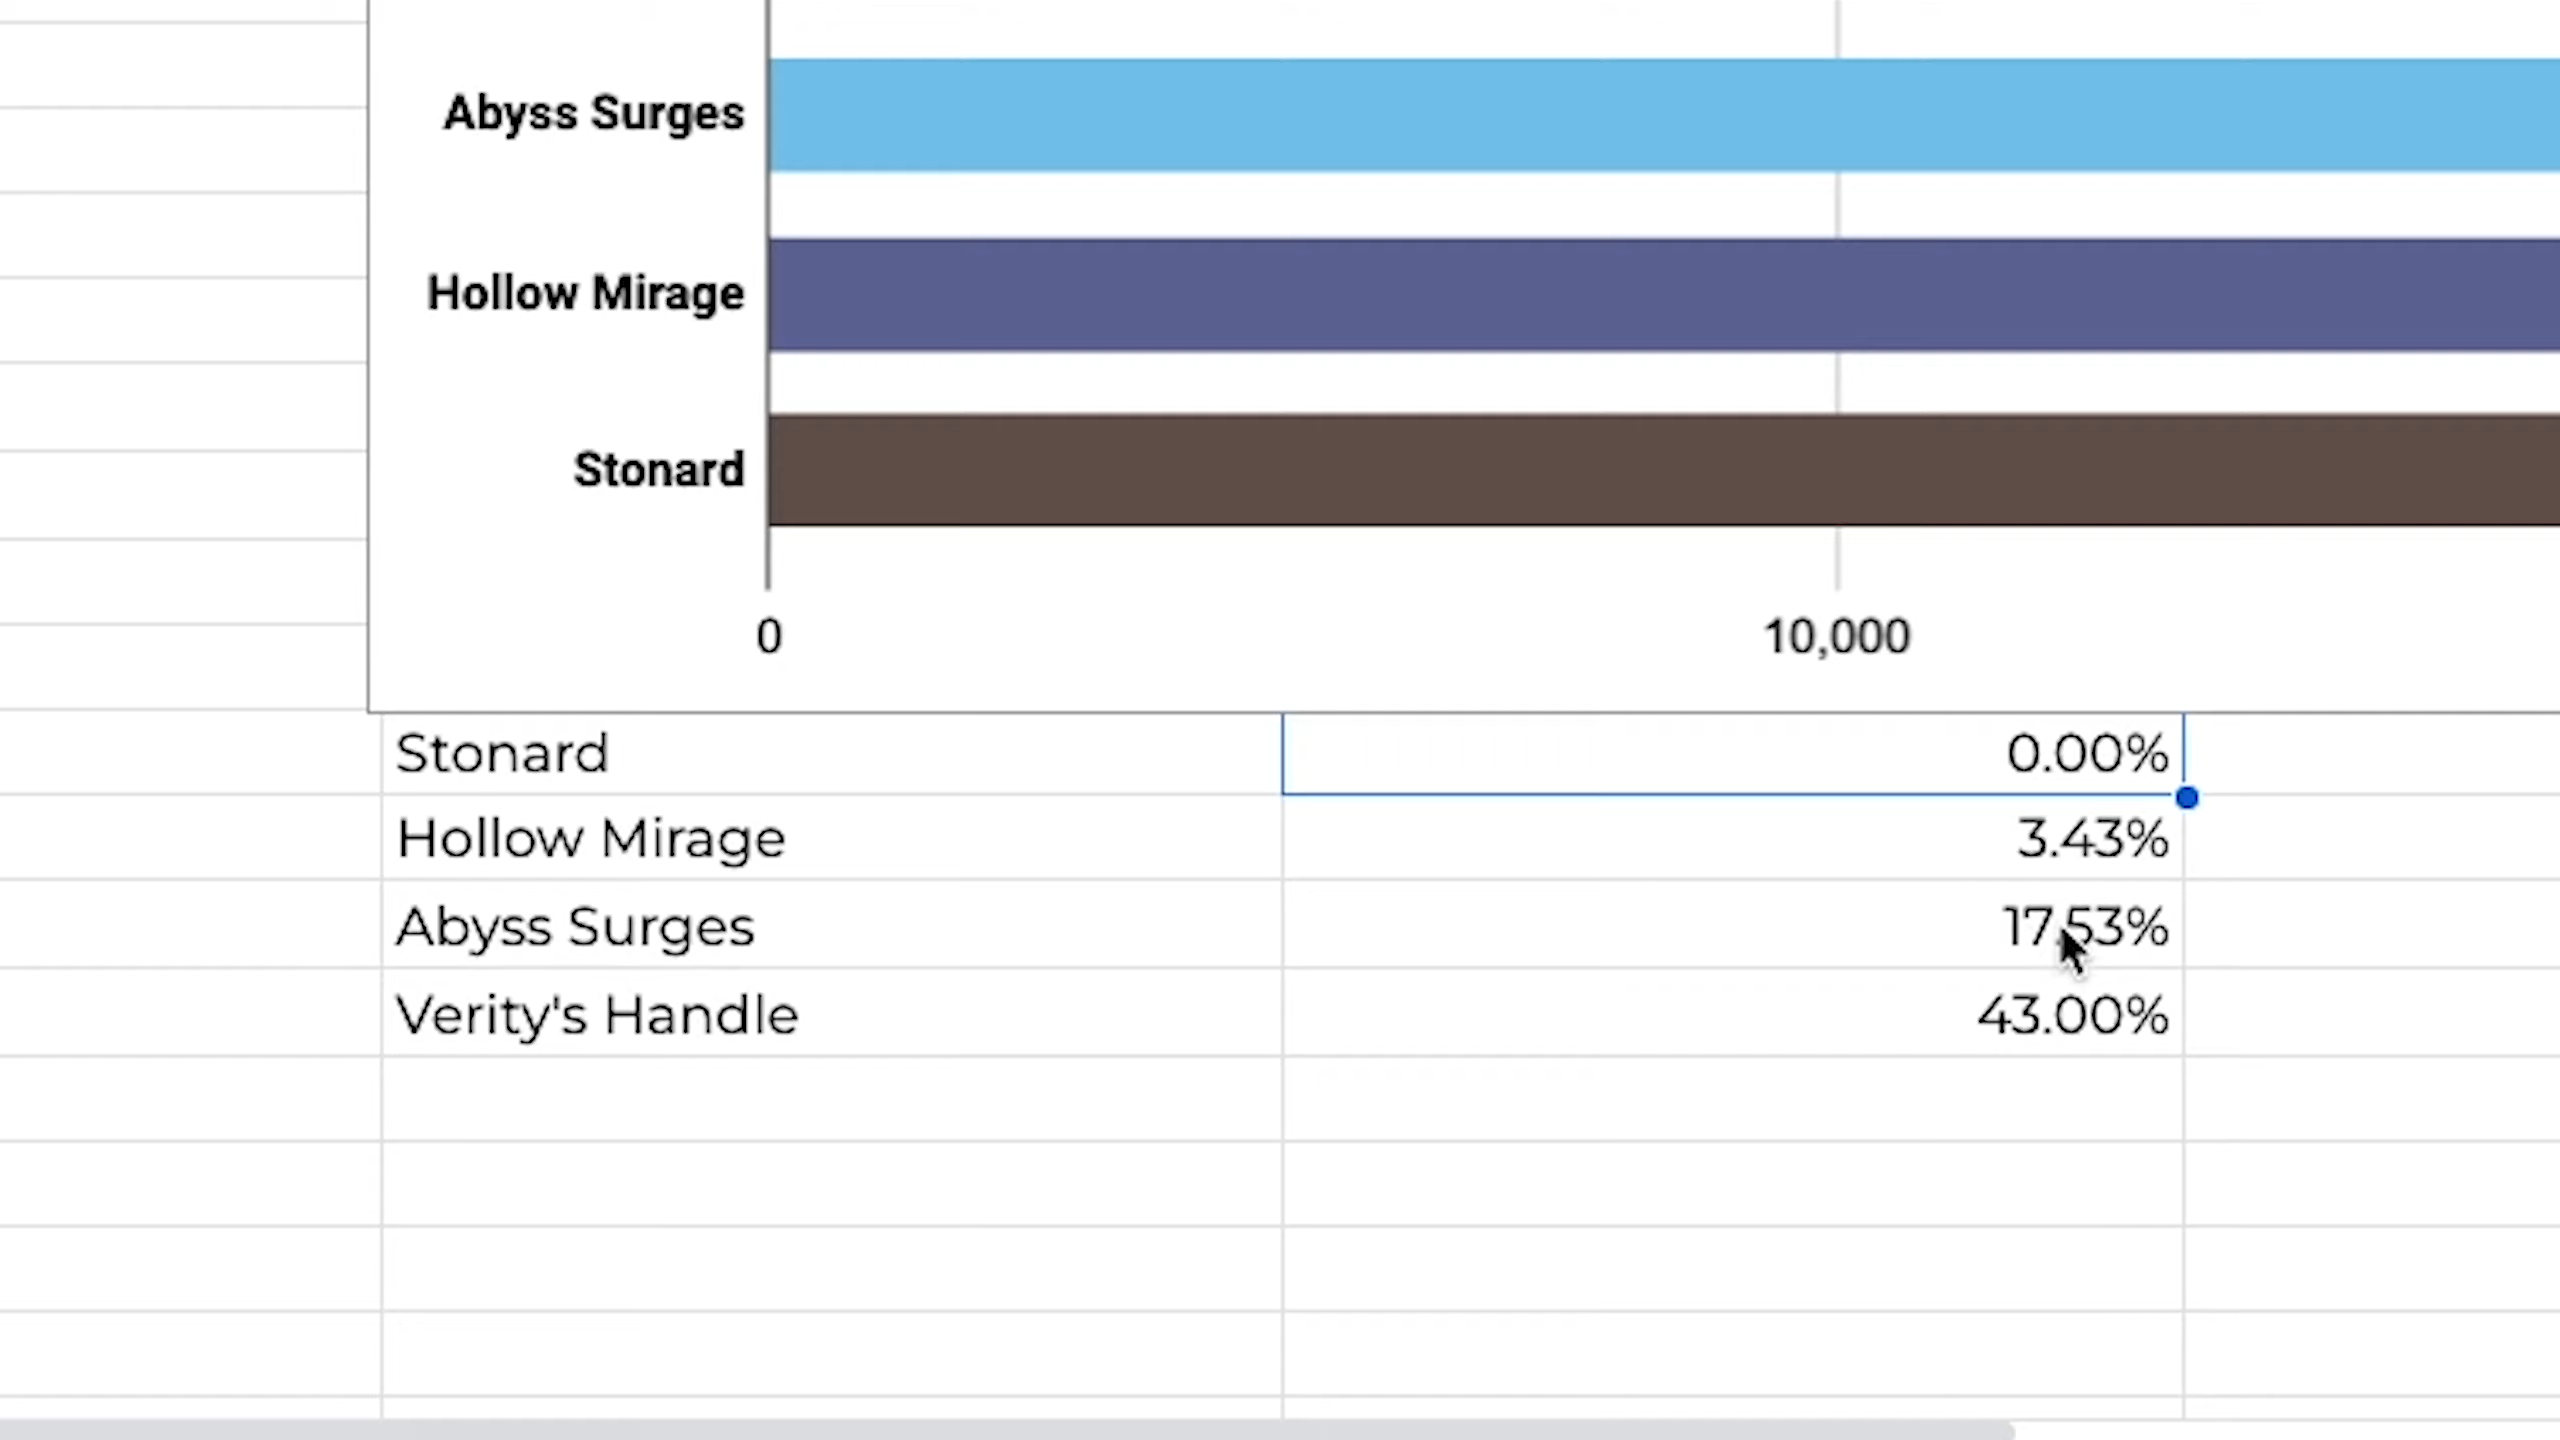 Abyss Surges
Hollow Mirage
Stonard
0 10,000
Stonard 0.00%
Hollow Mirage 3.43%
Abyss Surges 17.53%
Verity's Handle 43.00%